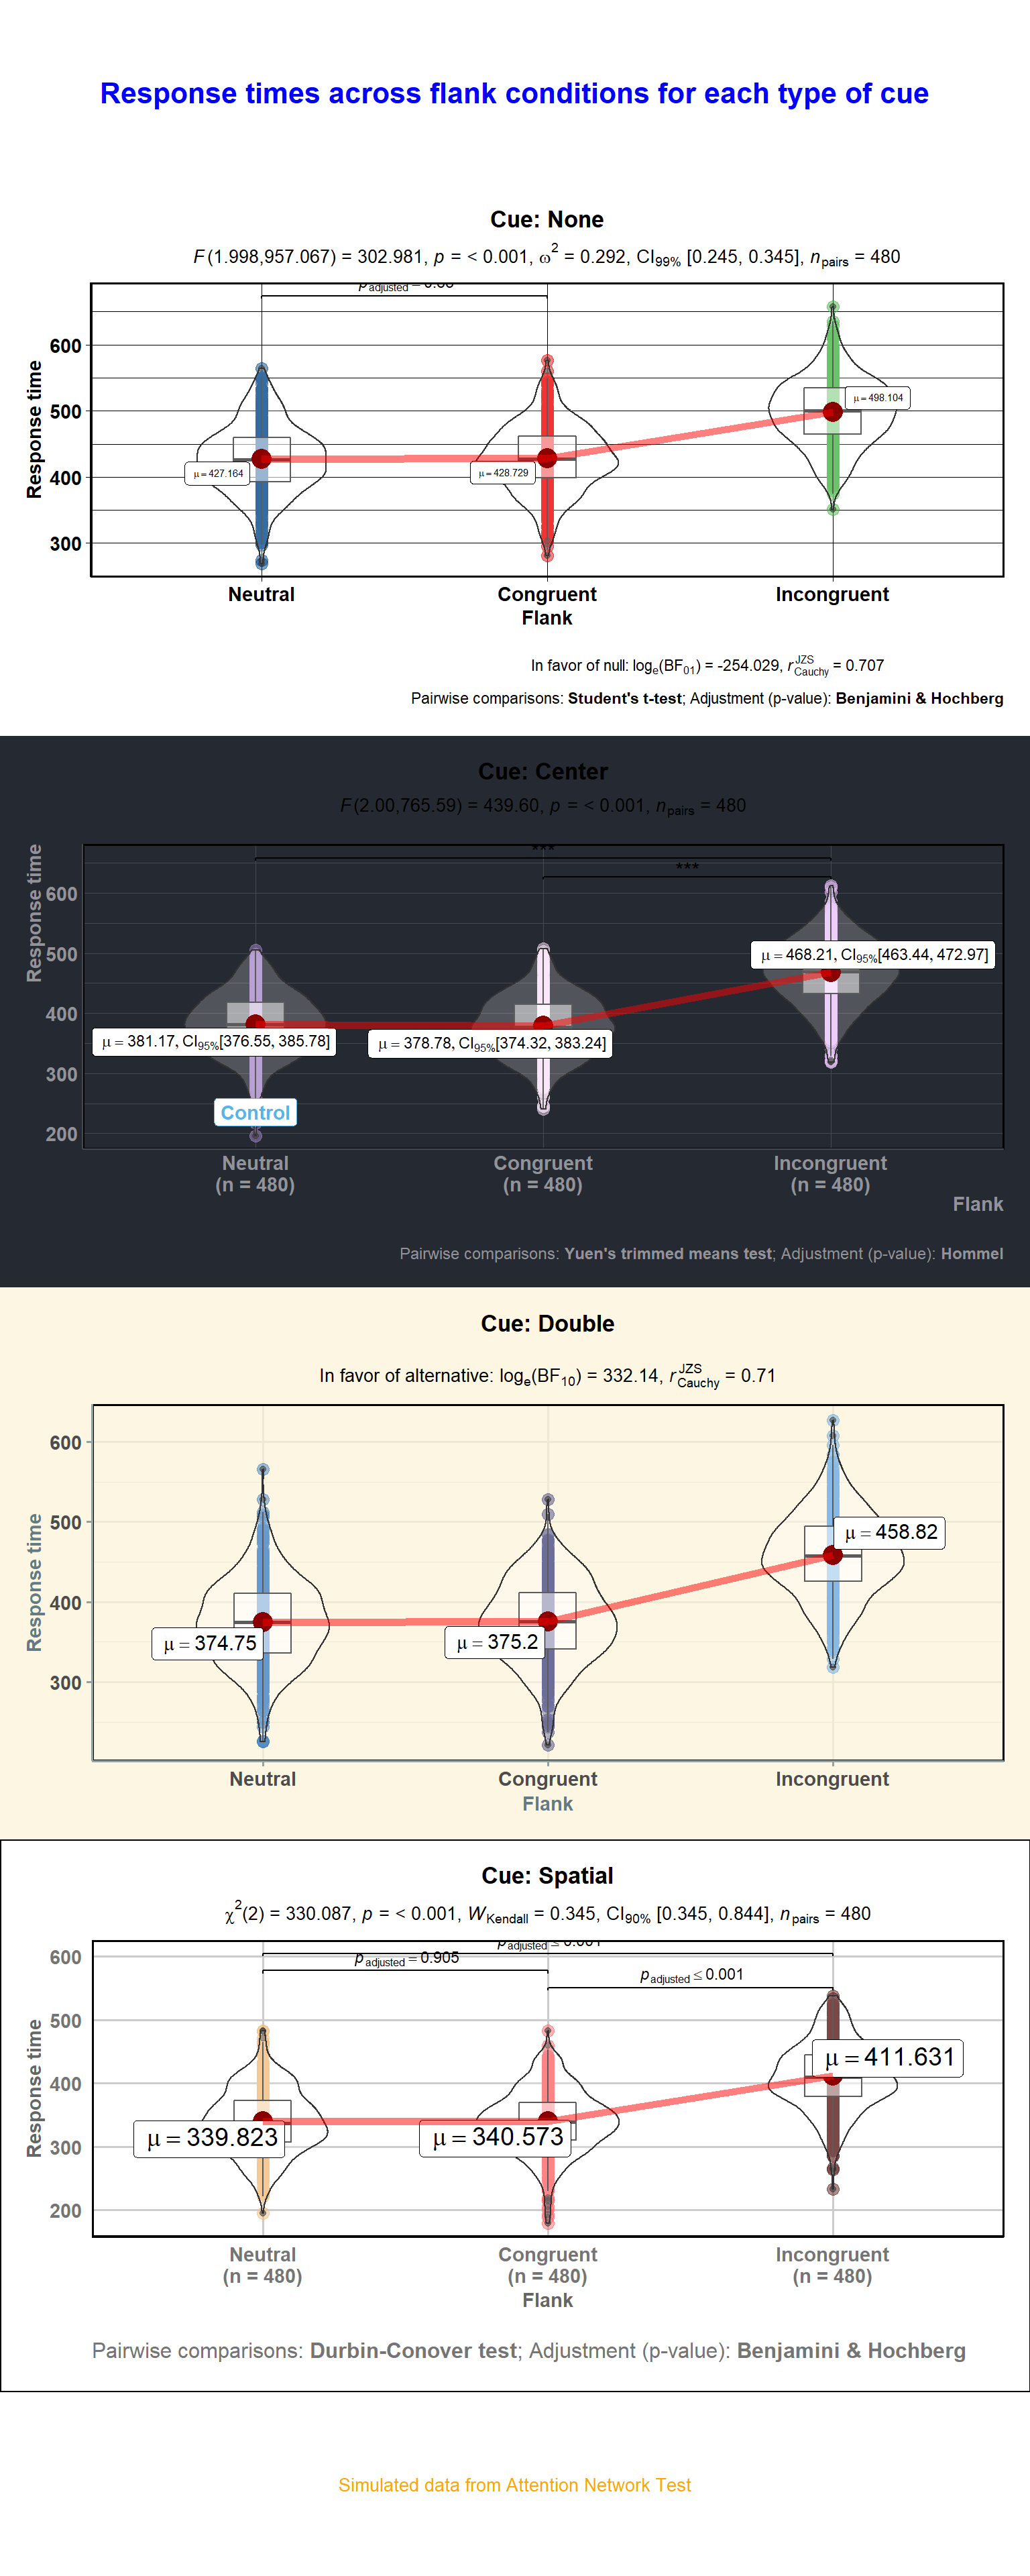 Response times across flank conditions for each type of cue
Cue: None
F(1.998,957.067) = 302.981, p = < 0.001, ω² = 0.292, CI99% [0.245, 0.345], npairs = 480
Response time
600
500
400
300
μ = 427.164
μ = 428.729
μ = 498.104
Neutral
Congruent
Incongruent
Flank
In favor of null: loge(BF01) = -254.029, rJZSCauchy = 0.707
Pairwise comparisons: Student's t-test; Adjustment (p-value): Benjamini & Hochberg
Cue: Center
F(2.00,765.59) = 439.60, p = < 0.001, npairs = 480
Response time
600
500
400
300
200
***
***
μ = 381.17, CI95%[376.55, 385.78]
μ = 378.78, CI95%[374.32, 383.24]
μ = 468.21, CI95%[463.44, 472.97]
Control
Neutral
(n = 480)
Congruent
(n = 480)
Incongruent
(n = 480)
Flank
Pairwise comparisons: Yuen's trimmed means test; Adjustment (p-value): Hommel
Cue: Double
In favor of alternative: loge(BF10) = 332.14, rJZSCauchy = 0.71
Response time
600
500
400
300
μ = 374.75
μ = 375.2
μ = 458.82
Neutral
Congruent
Incongruent
Flank
Cue: Spatial
χ²(2) = 330.087, p = < 0.001, WKendall = 0.345, CI90% [0.345, 0.844], npairs = 480
Response time
600
500
400
300
200
padjusted ≤ 0.001
padjusted = 0.905
padjusted ≤ 0.001
μ = 339.823
μ = 340.573
μ = 411.631
Neutral
(n = 480)
Congruent
(n = 480)
Incongruent
(n = 480)
Flank
Pairwise comparisons: Durbin-Conover test; Adjustment (p-value): Benjamini & Hochberg
Simulated data from Attention Network Test